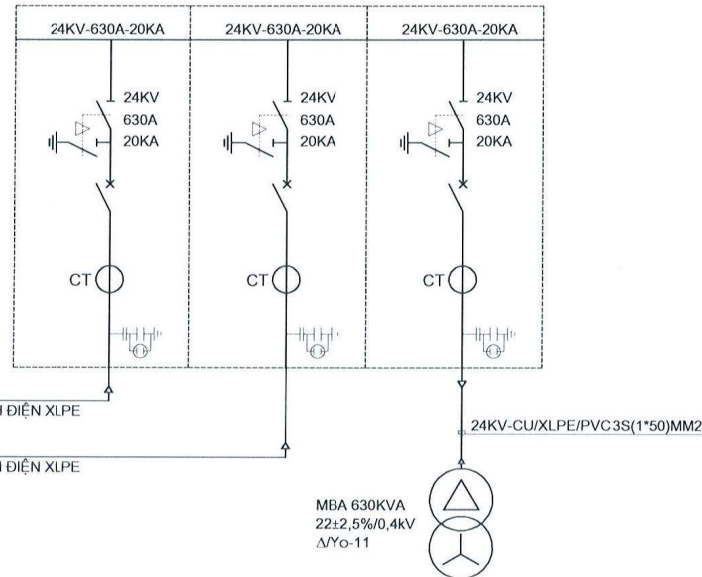 24KV-630A-20KA
24KV-630A-20KA
24KV-630A-20KA
24KV
630A
20KA
24KV
630A
20KA
24KV
630A
20KA
CT
CT
CT
ĐIỆN XLPE
24KV-CU/XLPE/PVC3S(1*50)MM2
ĐIỆN XLPE
MBA 630KVA
22±2,5%/0,4kV
Δ/Yo-11